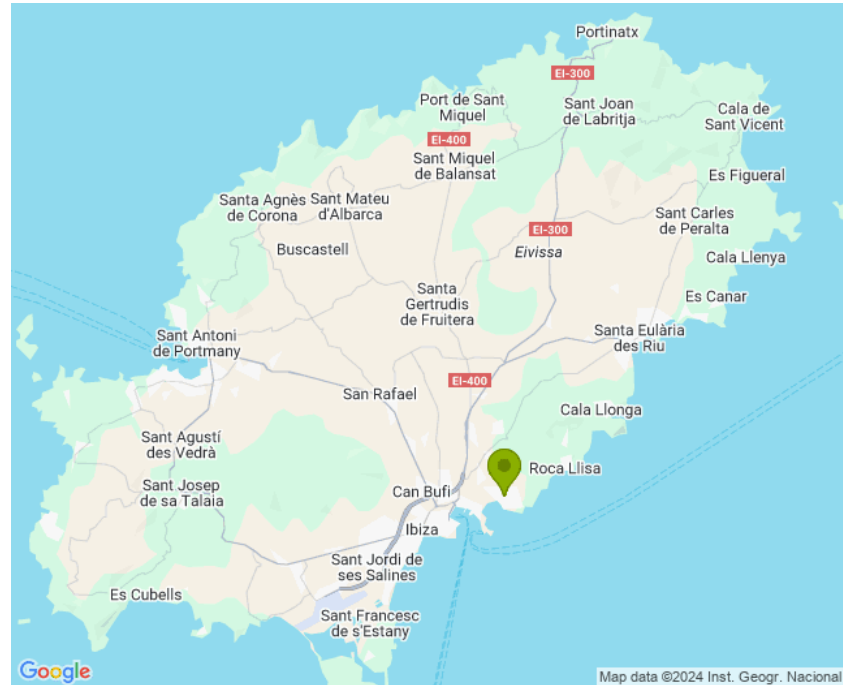 Portinatx
EI-300
Port de Sant
Miquel
Sant Joan
de Labritja
Cala de
Sant Vicent
EI-400
Sant Miquel
de Balansat
Es Figueral
Santa Agnès
de Corona
Sant Mateu
d'Albarca
Sant Carles
de Peralta
EI-300
Buscastell
Eivissa
Cala Llenya
Santa
Gertrudis
de Fruitera
Es Canar
Sant Antoni
de Portmany
Santa Eulària
des Riu
EI-400
San Rafael
Cala Llonga
Sant Agustí
des Vedrà
Roca Llisa
Sant Josep
de sa Talaia
Can Bufi
Ibiza
Sant Jordi de
ses Salines
Es Cubells
Sant Francesc
de s'Estany
Google
Map data ©2024 Inst. Geogr. Nacional